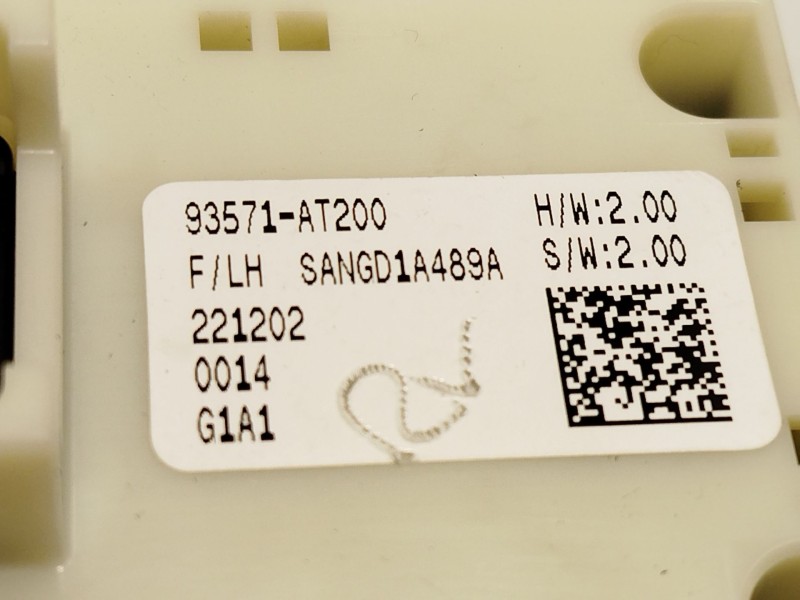 93571-AT200
H/W:2.00
F/LH SANGD1A489A
S/W:2.00
221202
0014
G1A1